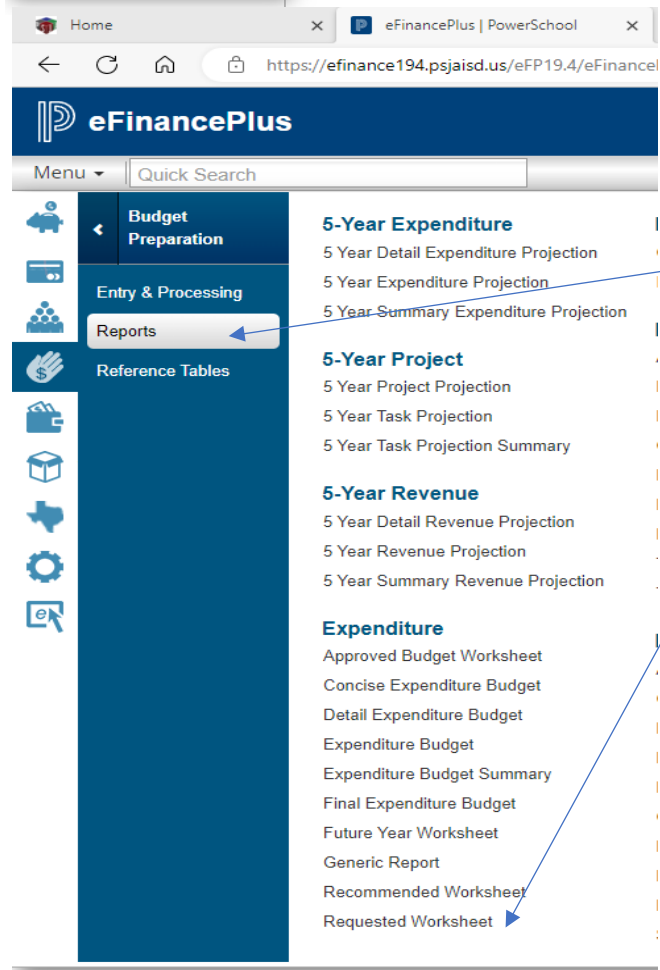 Home
eFinancePlus | PowerSchool
https://efinance194.psjaisd.us/eFP19.4/eFinance
eFinancePlus
Menu
Quick Search
Budget
Preparation
Entry & Processing
Reports
Reference Tables
5-Year Expenditure
5 Year Detail Expenditure Projection
5 Year Expenditure Projection
5 Year Summary Expenditure Projection
5-Year Project
5 Year Project Projection
5 Year Task Projection
5 Year Task Projection Summary
5-Year Revenue
5 Year Detail Revenue Projection
5 Year Revenue Projection
5 Year Summary Revenue Projection
Expenditure
Approved Budget Worksheet
Concise Expenditure Budget
Detail Expenditure Budget
Expenditure Budget
Expenditure Budget Summary
Final Expenditure Budget
Future Year Worksheet
Generic Report
Recommended Worksheet
Requested Worksheet